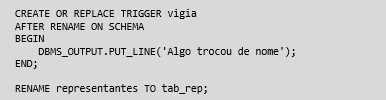 CREATE OR REPLACE TRIGGER vigia
AFTER RENAME ON SCHEMA
BEGIN
    DBMS_OUTPUT.PUT_LINE('Algo trocou de nome');
END;

RENAME representantes TO tab_rep;